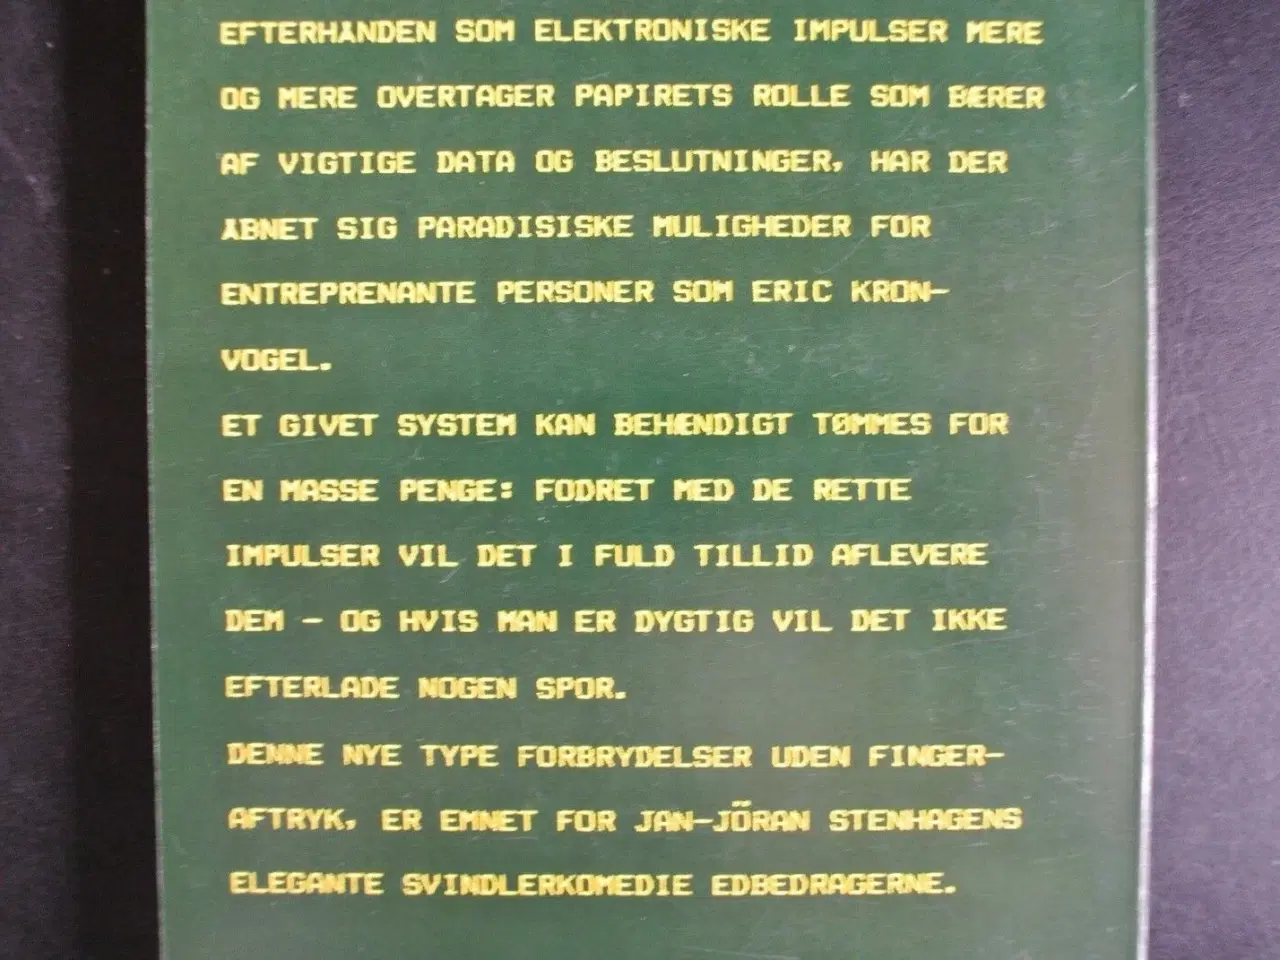 EFTERHÅNDEN SOM ELEKTRONISKE IMPULSER MERE
OG MERE OVERTAGER PAPIRETS ROLLE SOM BÆRER
AF VIGTIGE DATA OG BESLUTNINGER, HAR DER
ÅBNET SIG PARADISISKE MULIGHEDER FOR
ENTREPRENANTE PERSONER SOM ERIC KRON-
VOGEL.
ET GIVET SYSTEM KAN BEHÆNDIGT TØMMES FOR
EN MASSE PENGE: FODRET MED DE RETTE
IMPULSER VIL DET I FULD TILLID AFLEVERE
DEM - OG HVIS MAN ER DYGTIG VIL DET IKKE
EFTERLADE NOGEN SPOR.
DENNE NYE TYPE FORBRYDELSER UDEN FINGER-
AFTRYK, ER EMNET FOR JAN-JÖRAN STENHAGENS
ELEGANTE SVINDLERKOMEDIE EDBEDRAGERNE.